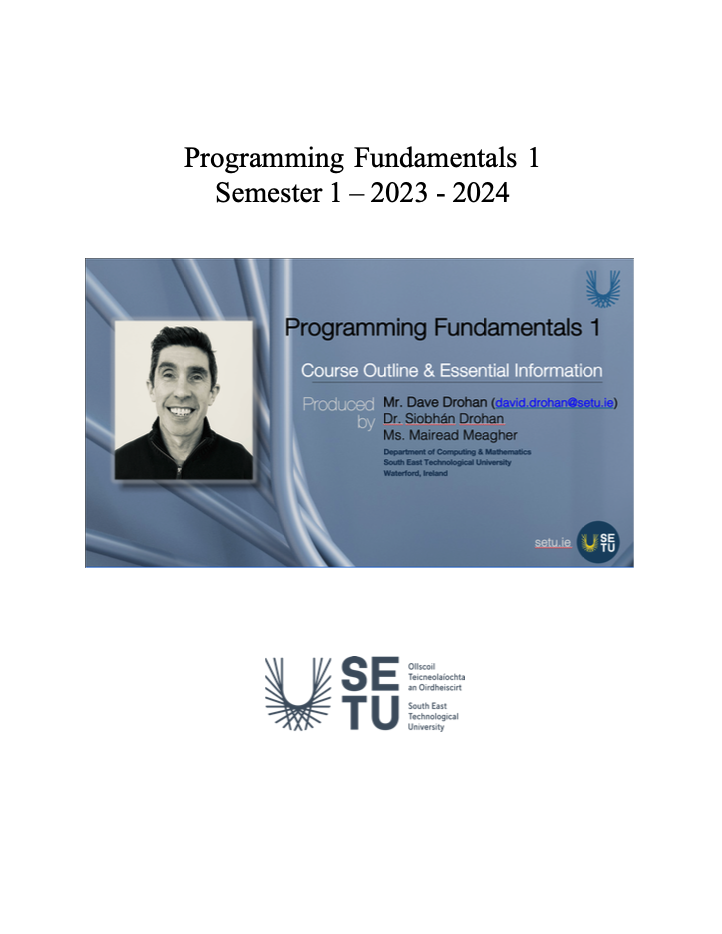 Programming Fundamentals 1
Semester 1 – 2023 - 2024
Programming Fundamentals 1
Course Outline & Essential Information
Produced by
Mr. Dave Drohan (david.drohan@setu.ie)
Dr. Siobhán Drohan
Ms. Mairead Meagher
Department of Computing & Mathematics
South East Technological University
Waterford, Ireland
setu.ie
SE
TU
SE
TU
Ollscoil
Teicneolaíochta
an Oirdheiscirt
South East
Technological
University